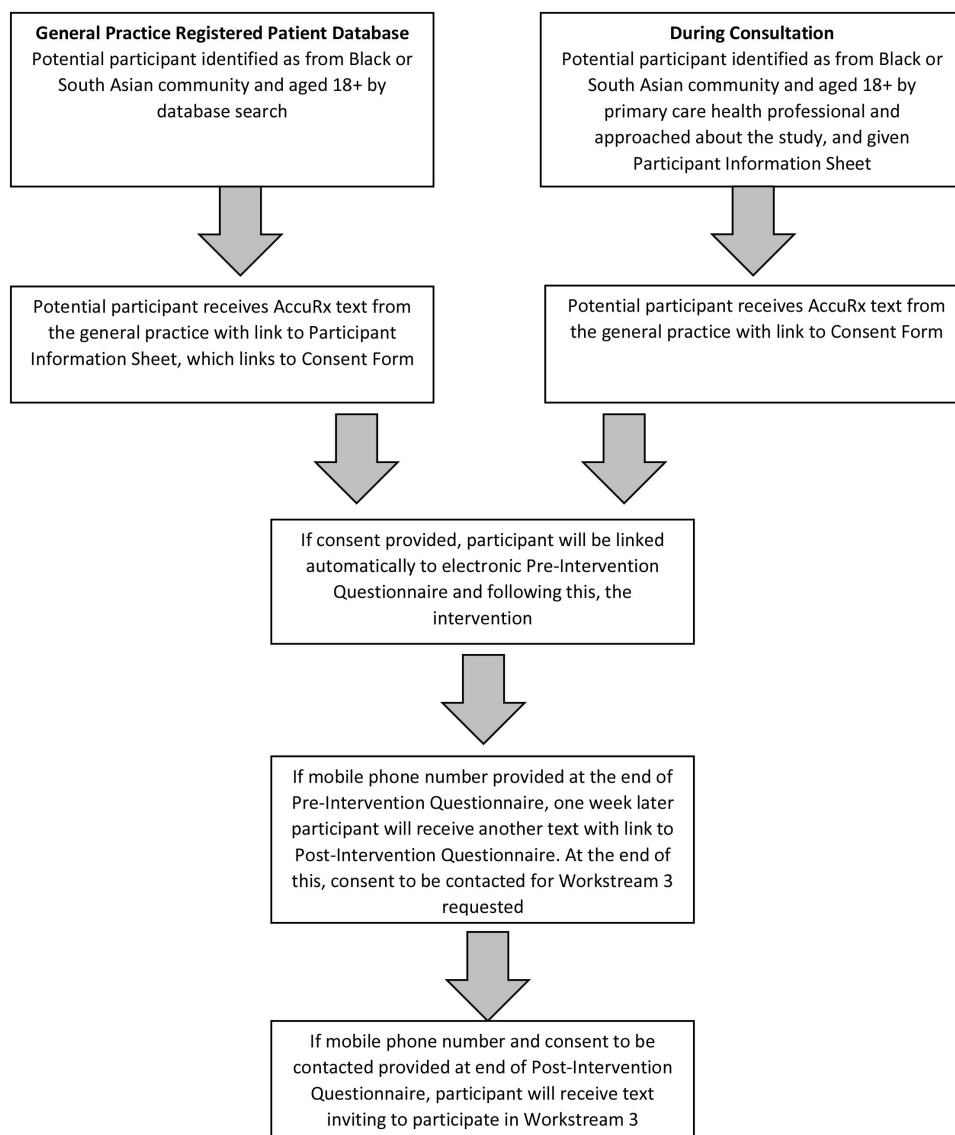 General Practice Registered Patient Database
Potential participant identified as from Black or
South Asian community and aged 18+ by
database search
During Consultation
Potential participant identified as from Black or
South Asian community and aged 18+ by
primary care health professional and
approached about the study, and given
Participant Information Sheet
Potential participant receives AccuRx text from
the general practice with link to Participant
Information Sheet, which links to Consent Form
Potential participant receives AccuRx text from
the general practice with link to Consent Form
If consent provided, participant will be linked
automatically to electronic Pre-Intervention
Questionnaire and following this, the
intervention
If mobile phone number provided at the end of
Pre-Intervention Questionnaire, one week later
participant will receive another text with link to
Post-Intervention Questionnaire. At the end of
this, consent to be contacted for Workstream 3
requested
If mobile phone number and consent to be
contacted provided at end of Post-Intervention
Questionnaire, participant will receive text
inviting to participate in Workstream 3